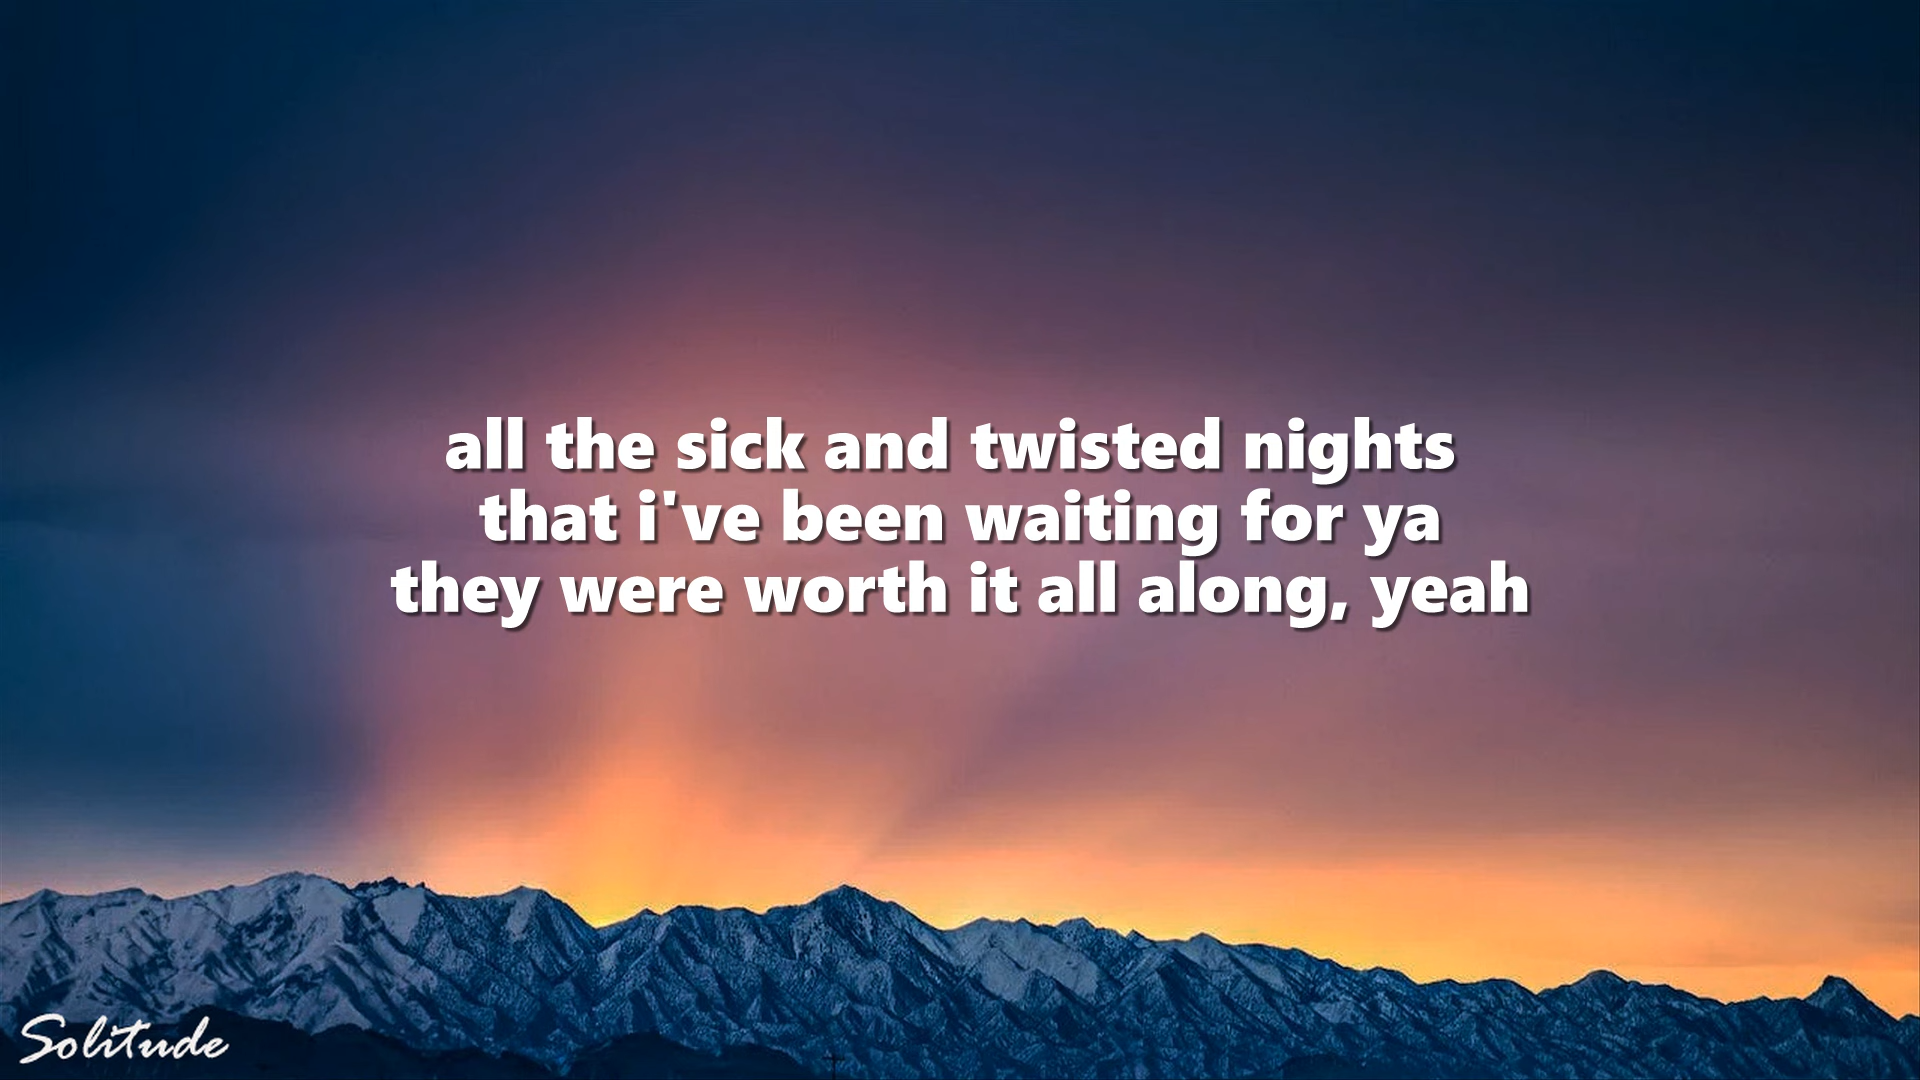 all the sick and twisted nights
that i've been waiting for ya
they were worth it all along, yeah
Solitude